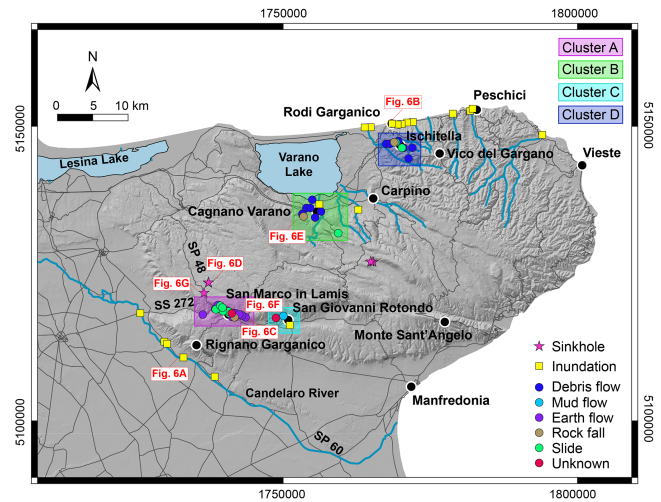 1750000
1800000
N
0 5 10 km
Cluster A
Cluster B
Cluster C
Cluster D
Fig. 6B
Peschici
Rodi Garganico
5150000
5150000
Ischitella
Lesina Lake
Varano
Lake
Vico del Gargano
Vieste
Carpino
Cagnano Varano
Fig. 6E
SP 48
Fig. 6D
Fig. 6G
San Marco in Lamis
SS 272
Fig. 6F
San Giovanni Rotondo
Fig. 6C
Monte Sant'Angelo
Rignano Garganico
Fig. 6A
Candelaro River
Manfredonia
SP 60
Sinkhole
Inundation
Debris flow
Mud flow
Earth flow
Rock fall
Slide
Unknown
5100000
5100000
1750000
1800000